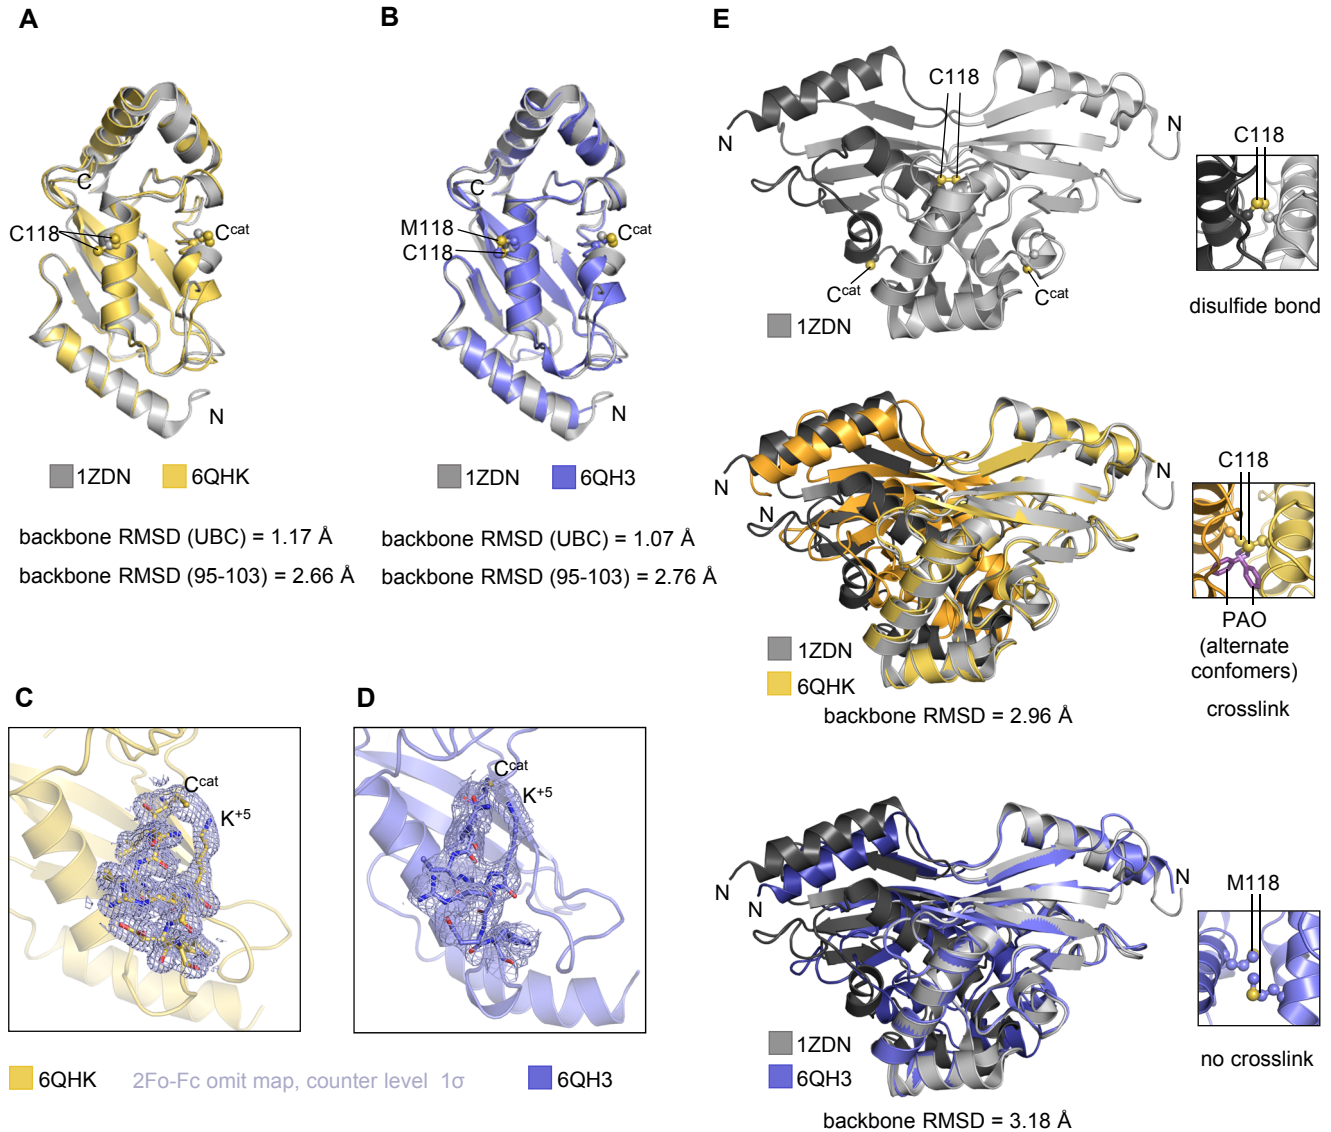 A
C
C118
Cᶜᵃᵗ
N
1ZDN 6QHK
backbone RMSD (UBC) = 1.17 Å
backbone RMSD (95-103) = 2.66 Å
B
C
M118
C118
Cᶜᵃᵗ
N
1ZDN 6QH3
backbone RMSD (UBC) = 1.07 Å
backbone RMSD (95-103) = 2.76 Å
C
Cᶜᵃᵗ
K⁺⁵
6QHK
D
Cᶜᵃᵗ
K⁺⁵
2Fo-Fc omit map, counter level 1σ
6QH3
E
C118
N
N
Cᶜᵃᵗ
Cᶜᵃᵗ
1ZDN
C118
disulfide bond
N
N
N
1ZDN
6QHK
backbone RMSD = 2.96 Å
C118
PAO
(alternate
confomers)
crosslink
N
N
N
1ZDN
6QH3
backbone RMSD = 3.18 Å
M118
no crosslink